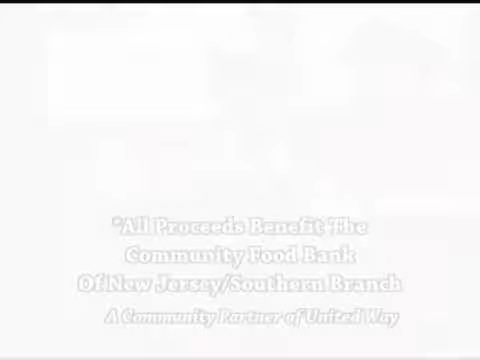 "All Proceeds Benefit The
Community Food Bank
Of New Jersey/Southern Branch
A Community Partner of United Way